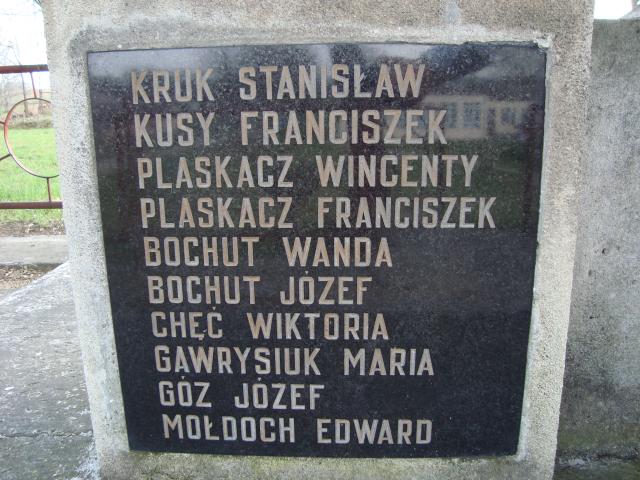 KRUK STANISŁAW
KUSY FRANCISZEK
PLASKACZ WINCENTY
PLASKACZ FRANCISZEK
BOCHUT WANDA
BOCHUT JÓZEF
CHĘĆ WIKTORIA
GAWRYSIUK MARIA
GÓZ JÓZEF
MOŁDOCH EDWARD